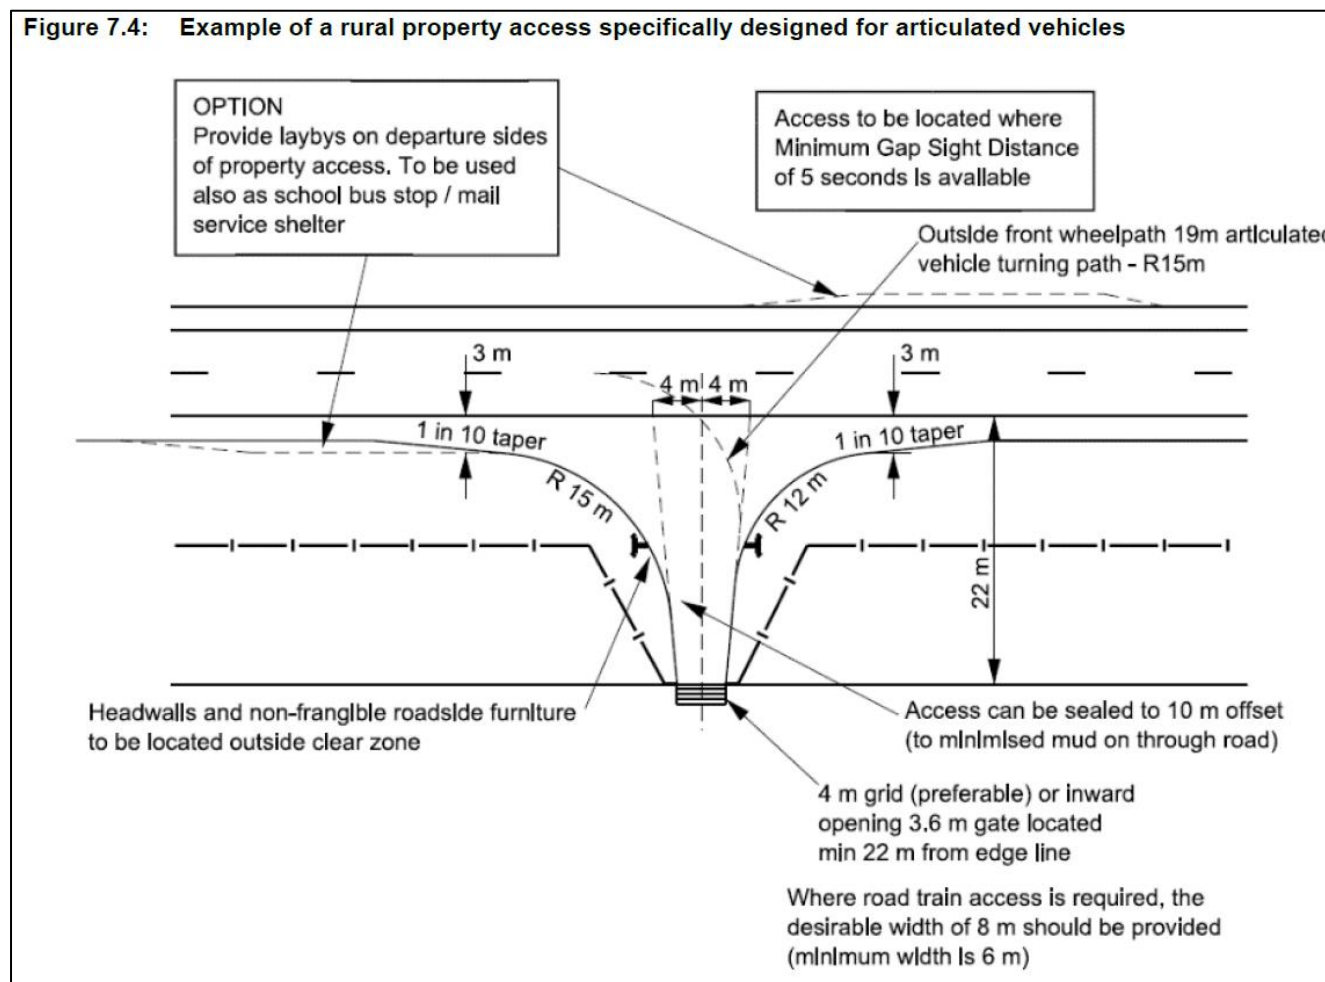 Figure 7.4: Example of a rural property access specifically designed for articulated vehicles
OPTION
Provide laybys on departure sides
of property access. To be used
also as school bus stop / mail
service shelter
Access to be located where
Minimum Gap Sight Distance
of 5 seconds is available
Outside front wheelpath 19m articulated
vehicle turning path - R15m
3 m
3 m
4 m
4 m
1 in 10 taper
1 in 10 taper
R 15 m
R 12 m
22 m
Headwalls and non-frangible roadside furniture
to be located outside clear zone
Access can be sealed to 10 m offset
(to minimised mud on through road)
4 m grid (preferable) or inward
opening 3.6 m gate located
min 22 m from edge line
Where road train access is required, the
desirable width of 8 m should be provided
(minimum width is 6 m)